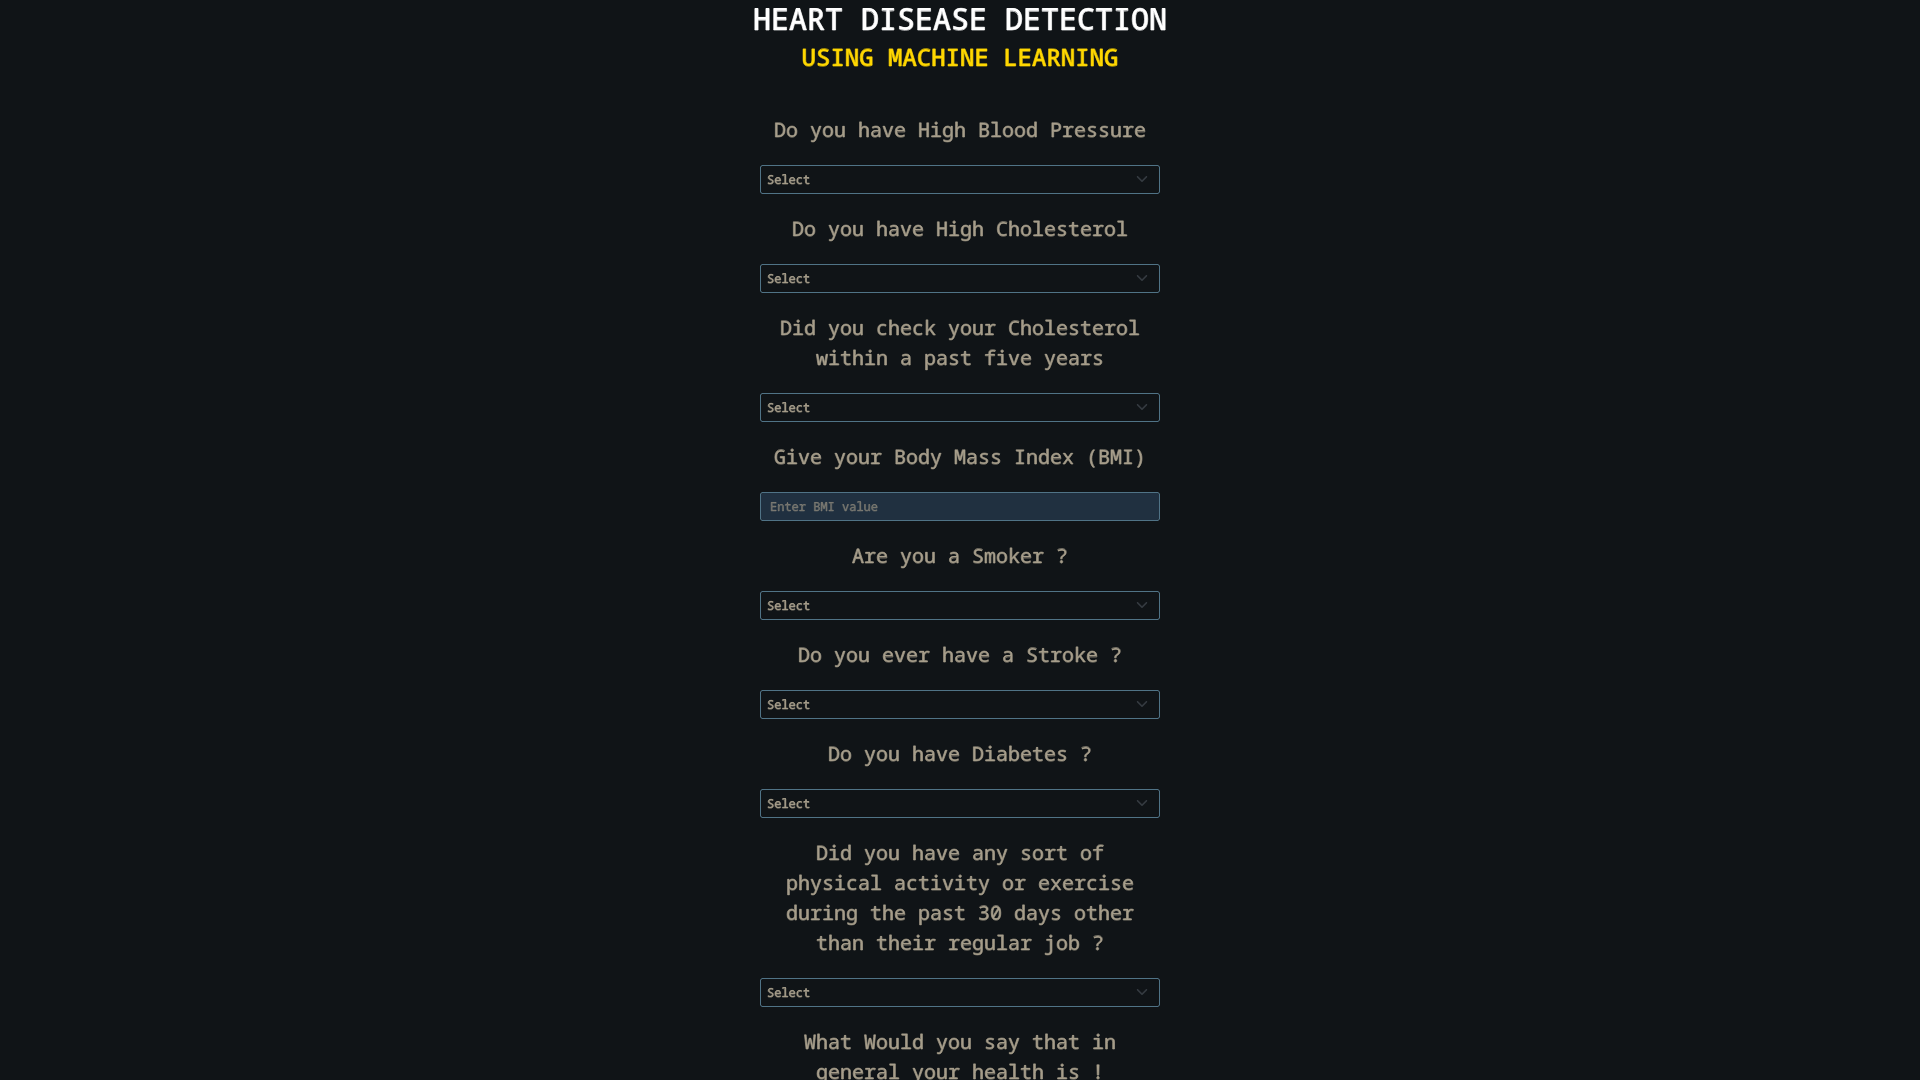 HEART DISEASE DETECTION
USING MACHINE LEARNING
Do you have High Blood Pressure
Select
Do you have High Cholesterol
Select
Did you check your Cholesterol
within a past five years
Select
Give your Body Mass Index (BMI)
Enter BMI value
Are you a Smoker ?
Select
Do you ever have a Stroke ?
Select
Do you have Diabetes ?
Select
Did you have any sort of
physical activity or exercise
during the past 30 days other
than their regular job ?
Select
What Would you say that in
general your health is !